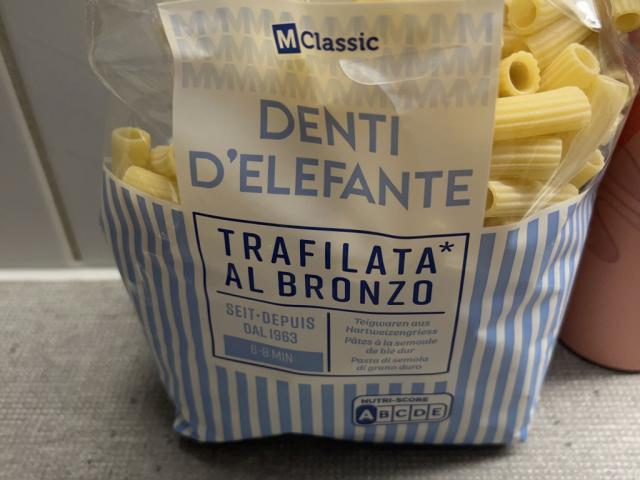 M Classic
DENTI
D'ELEFANTE
TRAFILATA*
AL BRONZO
SEIT·DEPUIS
DAL 1963
6-8 MIN
Teigwaren aus
Hartweizengriess
Pâtes à la semoule
de blé dur
Pasta di semola
di grano duro
NUTRI-SCORE
A B C D E